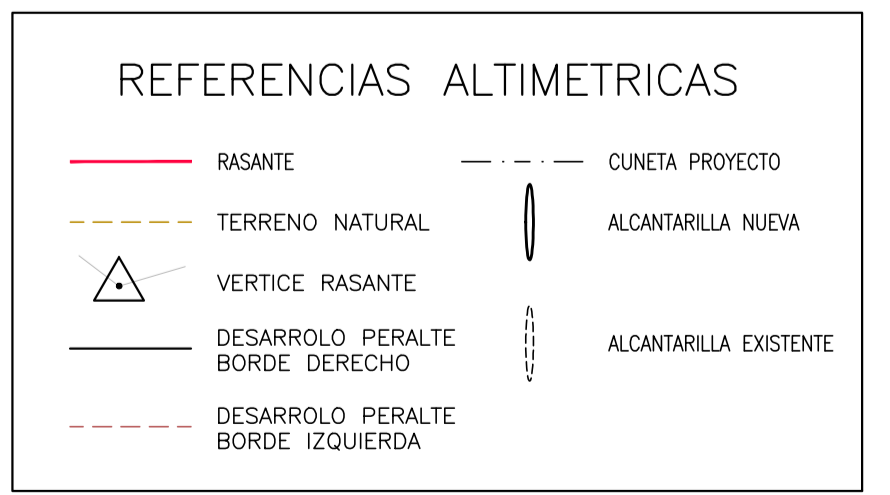 REFERENCIAS ALTIMETRICAS
RASANTE
TERRENO NATURAL
VERTICE RASANTE
DESARROLO PERALTE
BORDE DERECHO
DESARROLO PERALTE
BORDE IZQUIERDA
CUNETA PROYECTO
ALCANTARILLA NUEVA
ALCANTARILLA EXISTENTE